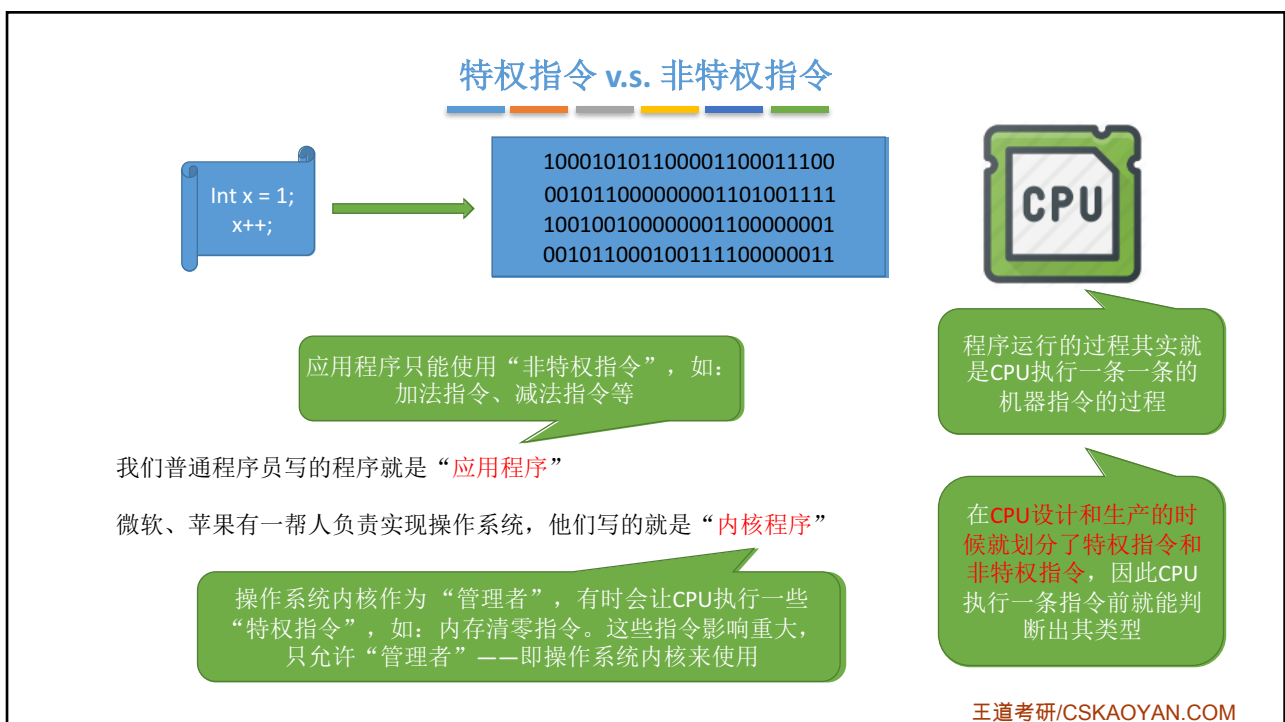 特权指令 v.s. 非特权指令
Int x = 1;
x++;
100010101100001100011100
001011000000001101001111
100100100000001100000001
001011000100111100000011
CPU
程序运行的过程其实就
是CPU执行一条一条的
机器指令的过程
应用程序只能使用“非特权指令”,如:
加法指令、减法指令等
我们普通程序员写的程序就是“应用程序”
微软、苹果有一帮人负责实现操作系统,他们写的就是“内核程序”
在CPU设计和生产的时
候就划分了特权指令和
非特权指令,因此CPU
执行一条指令前就能判
断出其类型
操作系统内核作为 “管理者”,有时会让CPU执行一些
“特权指令”,如:内存清零指令。这些指令影响重大,
只允许“管理者”——即操作系统内核来使用
王道考研/CSKAOYAN.COM